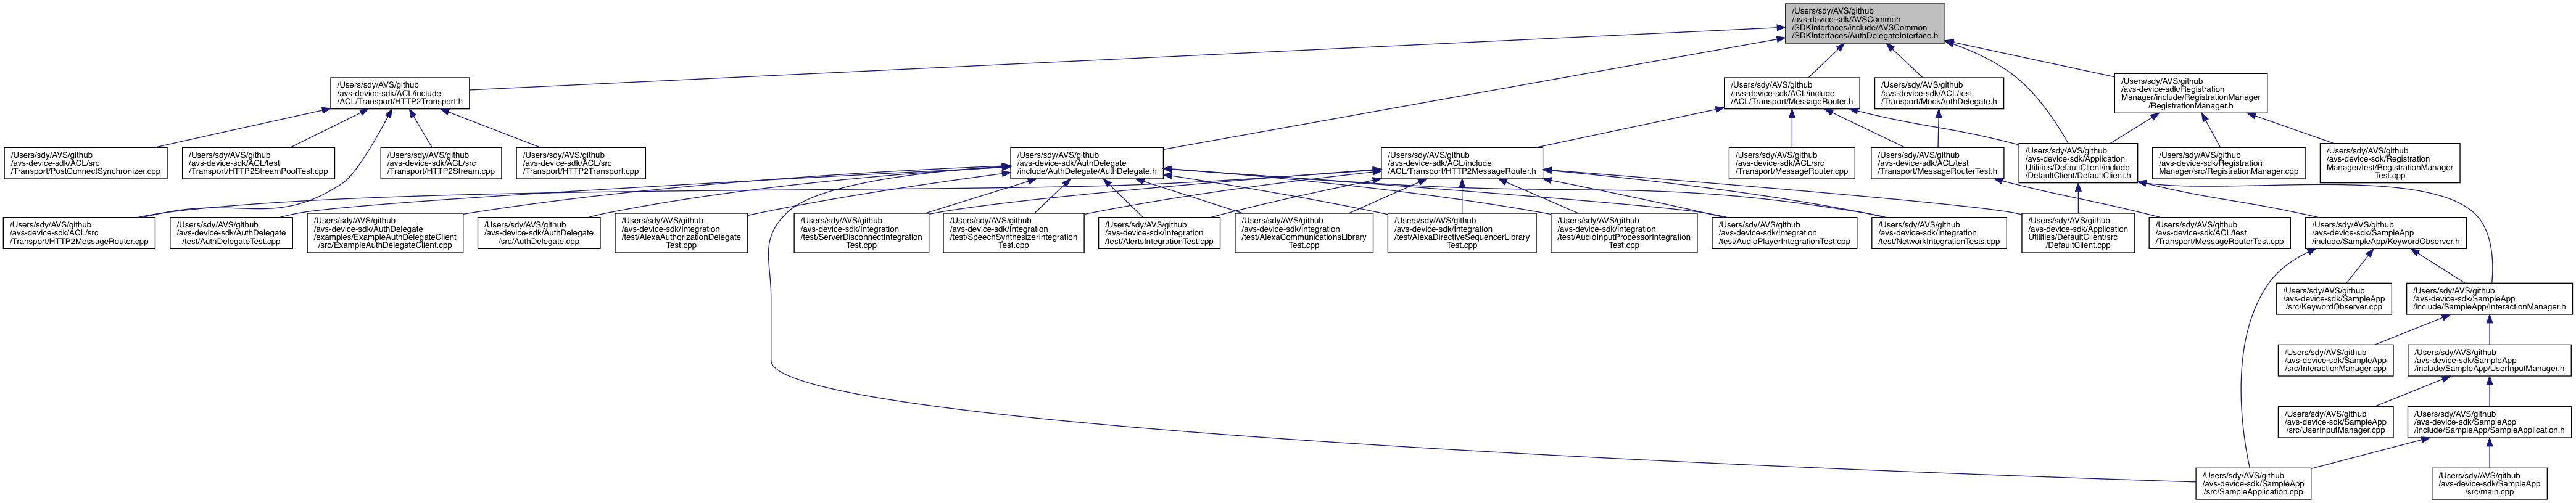 /Users/sdy/AVS/github
/avs-device-sdk/AVSCommon
/SDKInterfaces/include/AVSCommon
/SDKInterfaces/AuthDelegateInterface.h
/Users/sdy/AVS/github
/avs-device-sdk/ACL/include
/ACL/Transport/HTTP2Transport.h
/Users/sdy/AVS/github
/avs-device-sdk/ACL/include
/ACL/Transport/MessageRouter.h
/Users/sdy/AVS/github
/avs-device-sdk/ACL/test
/Transport/MockAuthDelegate.h
/Users/sdy/AVS/github
/avs-device-sdk/Registration
Manager/include/RegistrationManager
/RegistrationManager.h
/Users/sdy/AVS/github
/avs-device-sdk/ACL/src
/Transport/PostConnectSynchronizer.cpp
/Users/sdy/AVS/github
/avs-device-sdk/ACL/test
/Transport/HTTP2StreamPoolTest.cpp
/Users/sdy/AVS/github
/avs-device-sdk/ACL/src
/Transport/HTTP2Stream.cpp
/Users/sdy/AVS/github
/avs-device-sdk/ACL/src
/Transport/HTTP2Transport.cpp
/Users/sdy/AVS/github
/avs-device-sdk/AuthDelegate
/include/AuthDelegate/AuthDelegate.h
/Users/sdy/AVS/github
/avs-device-sdk/ACL/include
/ACL/Transport/HTTP2MessageRouter.h
/Users/sdy/AVS/github
/avs-device-sdk/ACL/src
/Transport/MessageRouter.cpp
/Users/sdy/AVS/github
/avs-device-sdk/ACL/test
/Transport/MessageRouterTest.h
/Users/sdy/AVS/github
/avs-device-sdk/Application
Utilities/DefaultClient/include
/DefaultClient/DefaultClient.h
/Users/sdy/AVS/github
/avs-device-sdk/Registration
Manager/src/RegistrationManager.cpp
/Users/sdy/AVS/github
/avs-device-sdk/Registration
Manager/test/RegistrationManager
Test.cpp
/Users/sdy/AVS/github
/avs-device-sdk/ACL/src
/Transport/HTTP2MessageRouter.cpp
/Users/sdy/AVS/github
/avs-device-sdk/AuthDelegate
/test/AuthDelegateTest.cpp
/Users/sdy/AVS/github
/avs-device-sdk/AuthDelegate
/examples/ExampleAuthDelegateClient
/src/ExampleAuthDelegateClient.cpp
/Users/sdy/AVS/github
/avs-device-sdk/AuthDelegate
/src/AuthDelegate.cpp
/Users/sdy/AVS/github
/avs-device-sdk/Integration
/test/AlexaAuthorizationDelegate
Test.cpp
/Users/sdy/AVS/github
/avs-device-sdk/Integration
/test/ServerDisconnectIntegration
Test.cpp
/Users/sdy/AVS/github
/avs-device-sdk/Integration
/test/SpeechSynthesizerIntegration
Test.cpp
/Users/sdy/AVS/github
/avs-device-sdk/Integration
/test/AlertsIntegrationTest.cpp
/Users/sdy/AVS/github
/avs-device-sdk/Integration
/test/AlexaCommunicationsLibrary
Test.cpp
/Users/sdy/AVS/github
/avs-device-sdk/Integration
/test/AlexaDirectiveSequencerLibrary
Test.cpp
/Users/sdy/AVS/github
/avs-device-sdk/Integration
/test/AudioInputProcessorIntegration
Test.cpp
/Users/sdy/AVS/github
/avs-device-sdk/Integration
/test/AudioPlayerIntegrationTest.cpp
/Users/sdy/AVS/github
/avs-device-sdk/Integration
/test/NetworkIntegrationTests.cpp
/Users/sdy/AVS/github
/avs-device-sdk/Application
Utilities/DefaultClient/src
/DefaultClient.cpp
/Users/sdy/AVS/github
/avs-device-sdk/ACL/test
/Transport/MessageRouterTest.cpp
/Users/sdy/AVS/github
/avs-device-sdk/SampleApp
/include/SampleApp/KeywordObserver.h
/Users/sdy/AVS/github
/avs-device-sdk/SampleApp
/src/KeywordObserver.cpp
/Users/sdy/AVS/github
/avs-device-sdk/SampleApp
/include/SampleApp/InteractionManager.h
/Users/sdy/AVS/github
/avs-device-sdk/SampleApp
/src/InteractionManager.cpp
/Users/sdy/AVS/github
/avs-device-sdk/SampleApp
/include/SampleApp/UserInputManager.h
/Users/sdy/AVS/github
/avs-device-sdk/SampleApp
/src/UserInputManager.cpp
/Users/sdy/AVS/github
/avs-device-sdk/SampleApp
/include/SampleApp/SampleApplication.h
/Users/sdy/AVS/github
/avs-device-sdk/SampleApp
/src/SampleApplication.cpp
/Users/sdy/AVS/github
/avs-device-sdk/SampleApp
/src/main.cpp